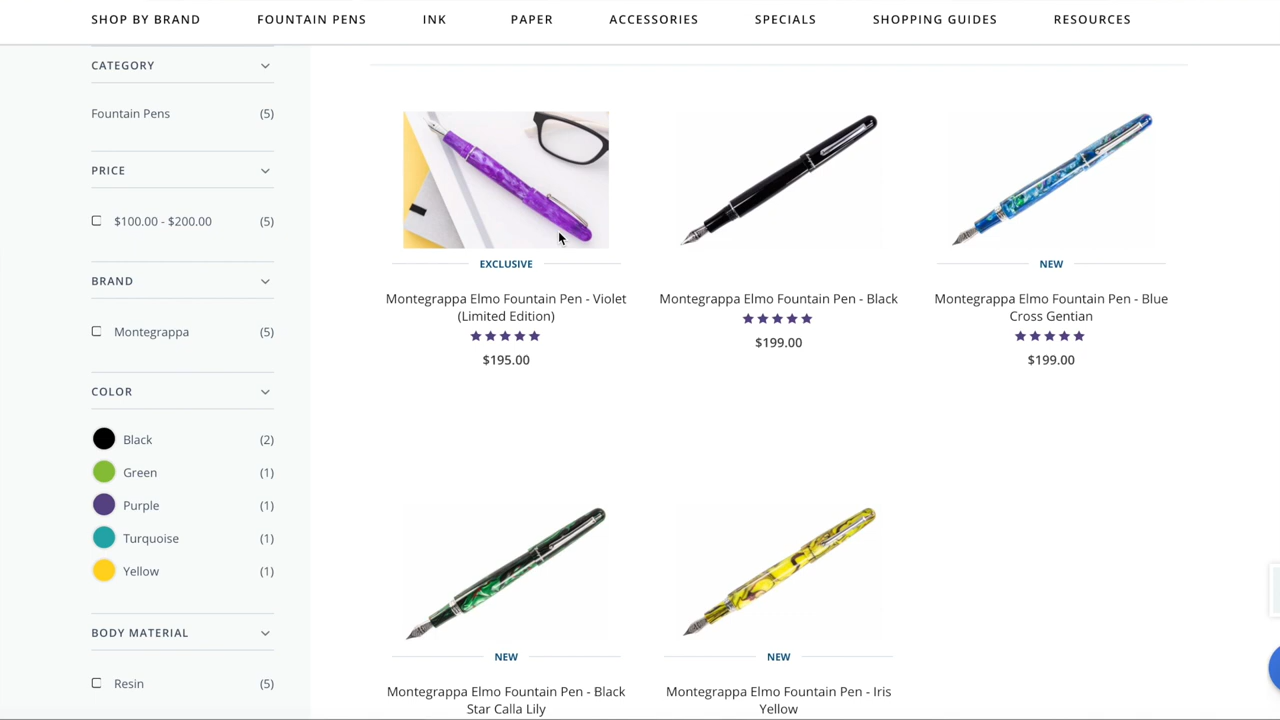 SHOP BY BRAND
FOUNTAIN PENS
INK
PAPER
ACCESSORIES
SPECIALS
SHOPPING GUIDES
RESOURCES
CATEGORY
Fountain Pens (5)
PRICE
$100.00 - $200.00 (5)
BRAND
Montegrappa (5)
COLOR
Black (2)
Green (1)
Purple (1)
Turquoise (1)
Yellow (1)
BODY MATERIAL
Resin (5)
EXCLUSIVE
Montegrappa Elmo Fountain Pen - Violet
(Limited Edition)
$195.00
Montegrappa Elmo Fountain Pen - Black
$199.00
NEW
Montegrappa Elmo Fountain Pen - Blue
Cross Gentian
$199.00
NEW
Montegrappa Elmo Fountain Pen - Black
Star Calla Lily
NEW
Montegrappa Elmo Fountain Pen - Iris
Yellow